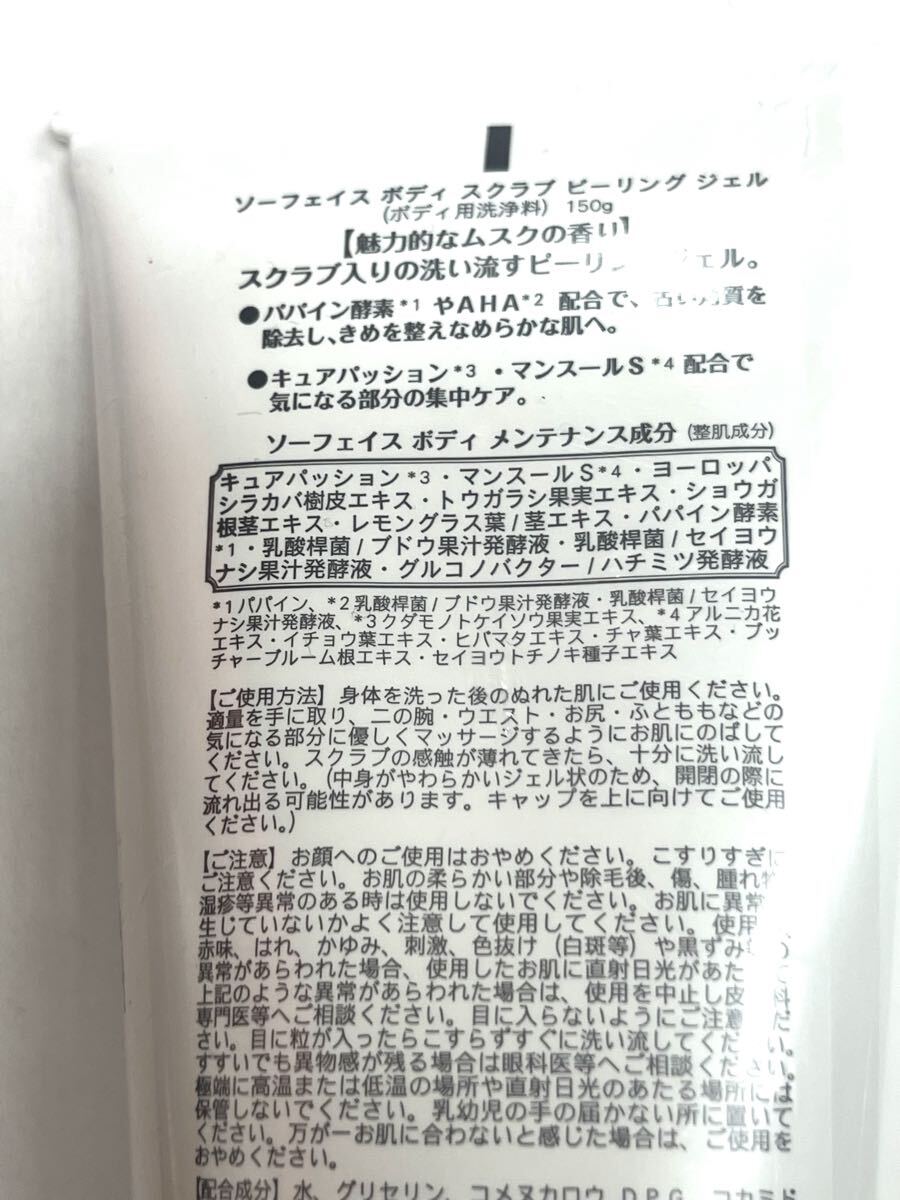 ソーフェイス ボディ スクラブ ピーリング ジェル
(ボディ用洗浄料) 150g
【魅力的なムスクの香り】
スクラブ入りの洗い流すピーリ ジェル。
●パパイン酵素*1 やAHA*2 配合で、古い角質を
除去し、きめを整えなめらかな肌へ。
●キュアパッション*3 ・マンスールS*4 配合で
気になる部分の集中ケア。
ソーフェイス ボディ メンテナンス成分 (整肌成分)
キュアパッション*3・マンスールS*4・ヨーロッパ
シラカバ樹皮エキス・トウガラシ果実エキス・ショウガ
根茎エキス・レモングラス葉/茎エキス・パパイン酵素
*1・乳酸桿菌/ブドウ果汁発酵液・乳酸桿菌/セイヨウ
ナシ果汁発酵液・グルコノバクター/ハチミツ発酵液
*1パパイン、*2乳酸桿菌/ブドウ果汁発酵液・乳酸桿菌/セイヨウ
ナシ果汁発酵液、*3クダモノトケイソウ果実エキス、*4アルニカ花
エキス・イチョウ葉エキス・ヒバマタエキス・チャ葉エキス・ブッ
チャーブルーム根エキス・セイヨウトチノキ種子エキス
【ご使用方法】身体を洗った後のぬれた肌にご使用ください。
適量を手に取り、二の腕・ウエスト・お尻・ふとももなどの
気になる部分に優しくマッサージするようにお肌にのばして
ください。スクラブの感触が薄れてきたら、十分に洗い流し
てください。(中身がやわらかいジェル状のため、開閉の際に
流れ出る可能性があります。キャップを上に向けてご使用
ください。)
【ご注意】お顔へのご使用はおやめください。こすりすぎに
ご注意ください。お肌の柔らかい部分や除毛後、傷、腫れ物
湿疹等異常のある時は使用しないでください。お肌に異常
生じていないかよく注意して使用してください。使用
赤味、はれ、かゆみ、刺激、色抜け（白斑等）や黒ずみ の
異常があらわれた場合、使用したお肌に直射日光があた て
上記のような異常があらわれた場合は、使用を中止し皮 科
専門医等へご相談ください。目に入らないようにご注意 だ
さい。目に粒が入ったらこすらずすぐに洗い流してください。
すすいでも異物感が残る場合は眼科医等へご相談ください。
極端に高温または低温の場所や直射日光のあたる場所には
保管しないでください。乳幼児の手の届かない所に置いて
ください。万が一お肌に合わないと感じた場合は、ご使用を
おやめください。
【配合成分】水、グリセリン、コメヌカロウ、DPG、コカミド